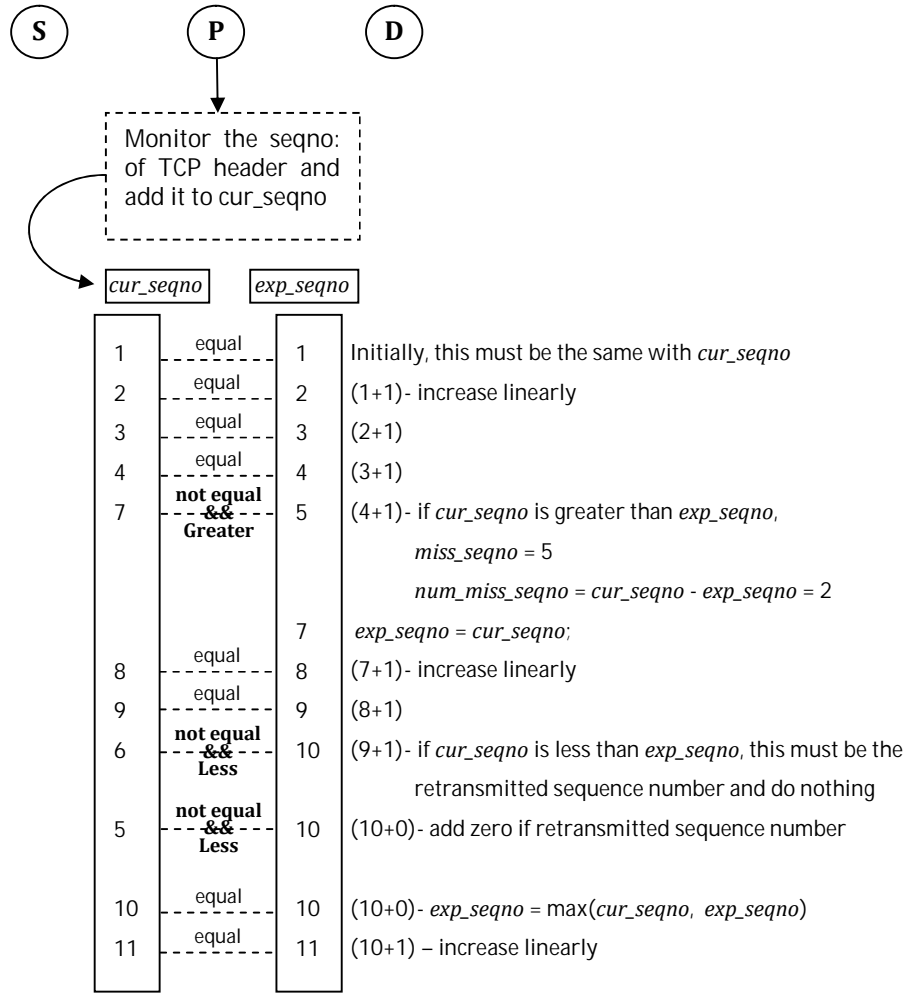 S P D
Monitor the seqno:
of TCP header and
add it to cur_seqno
cur_seqno exp_seqno
1 equal 1 Initially, this must be the same with cur_seqno
2 equal 2 (1+1)- increase linearly
3 equal 3 (2+1)
4 equal 4 (3+1)
7 not equal && Greater 5 (4+1)- if cur_seqno is greater than exp_seqno,
miss_seqno = 5
num_miss_seqno = cur_seqno - exp_seqno = 2
7 exp_seqno = cur_seqno;
8 equal 8 (7+1)- increase linearly
9 equal 9 (8+1)
6 not equal && Less 10 (9+1)- if cur_seqno is less than exp_seqno, this must be the
retransmitted sequence number and do nothing
5 not equal && Less 10 (10+0)- add zero if retransmitted sequence number
10 equal 10 (10+0)- exp_seqno = max(cur_seqno, exp_seqno)
11 equal 11 (10+1) – increase linearly